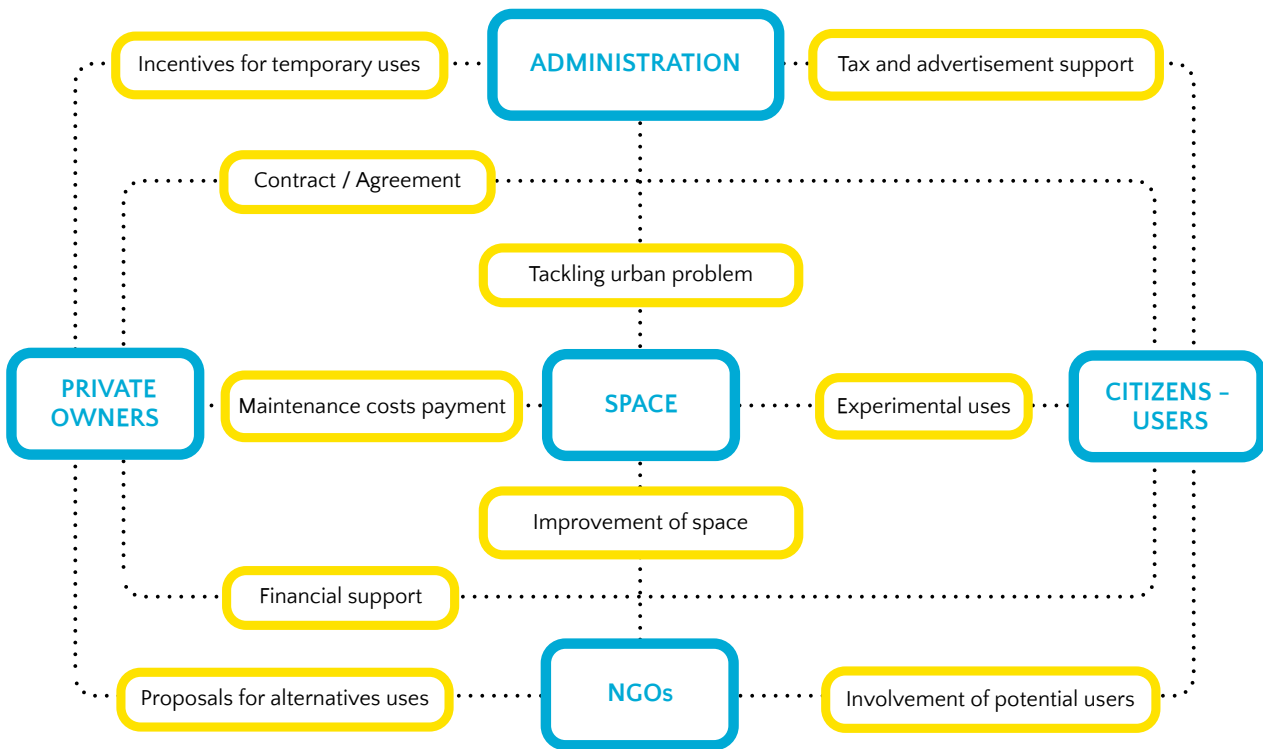 Incentives for temporary uses
ADMINISTRATION
Tax and advertisement support
Contract / Agreement
Tackling urban problem
PRIVATE
OWNERS
Maintenance costs payment
SPACE
Experimental uses
CITIZENS -
USERS
Improvement of space
Financial support
Proposals for alternatives uses
NGOs
Involvement of potential users